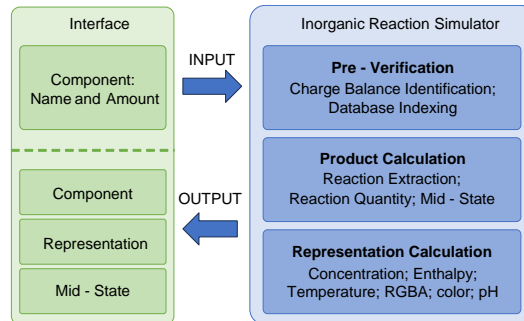 Interface
Component:
Name and Amount
Component
Representation
Mid - State
INPUT
OUTPUT
Inorganic Reaction Simulator
Pre - Verification
Charge Balance Identification;
Database Indexing
Product Calculation
Reaction Extraction;
Reaction Quantity; Mid - State
Representation Calculation
Concentration; Enthalpy;
Temperature; RGBA; color; pH